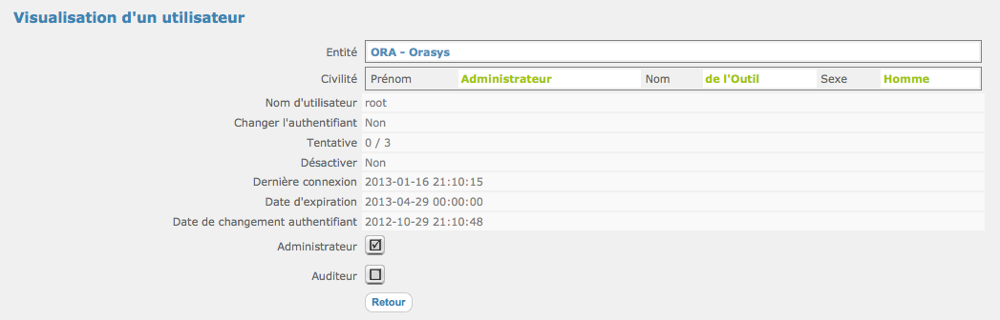 Visualisation d'un utilisateur
Entité ORA - Orasys
Civilité Prénom Administrateur Nom de l'Outil Sexe Homme
Nom d'utilisateur root
Changer l'authentifiant Non
Tentative 0 / 3
Désactiver Non
Dernière connexion 2013-01-16 21:10:15
Date d'expiration 2013-04-29 00:00:00
Date de changement authentifiant 2012-10-29 21:10:48
Administrateur
Auditeur
Retour